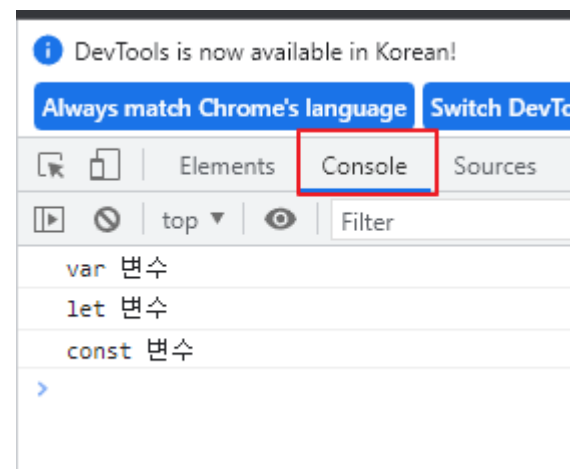 DevTools is now available in Korean!
Always match Chrome's language Switch DevTo
Elements Console Sources
top Filter
var 변수
let 변수
const 변수